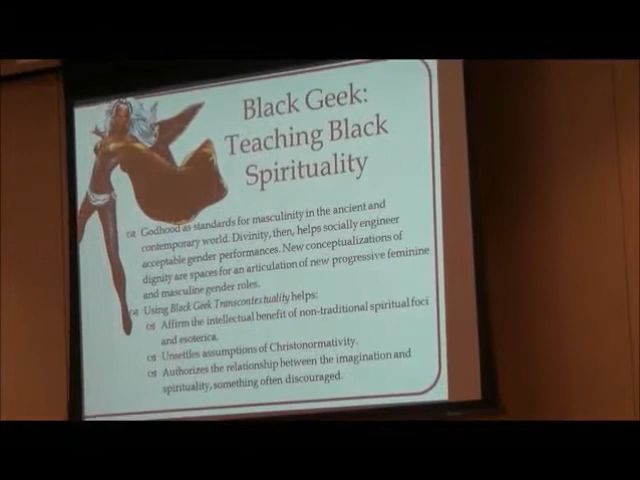 Black Geek:
Teaching Black
Spirituality
Godhood as standards for masculinity in the ancient and
contemporary world. Divinity, then, helps socially engineer
acceptable gender performances. New conceptualizations of
dignity are spaces for an articulation of new progressive feminine
and masculine gender roles.
Using Black Geek Transcontextuality helps:
Affirm the intellectual benefit of non-traditional spiritual foci
and esoterica.
Unsettles assumptions of Christonormativity.
Authorizes the relationship between the imagination and
spirituality, something often discouraged.